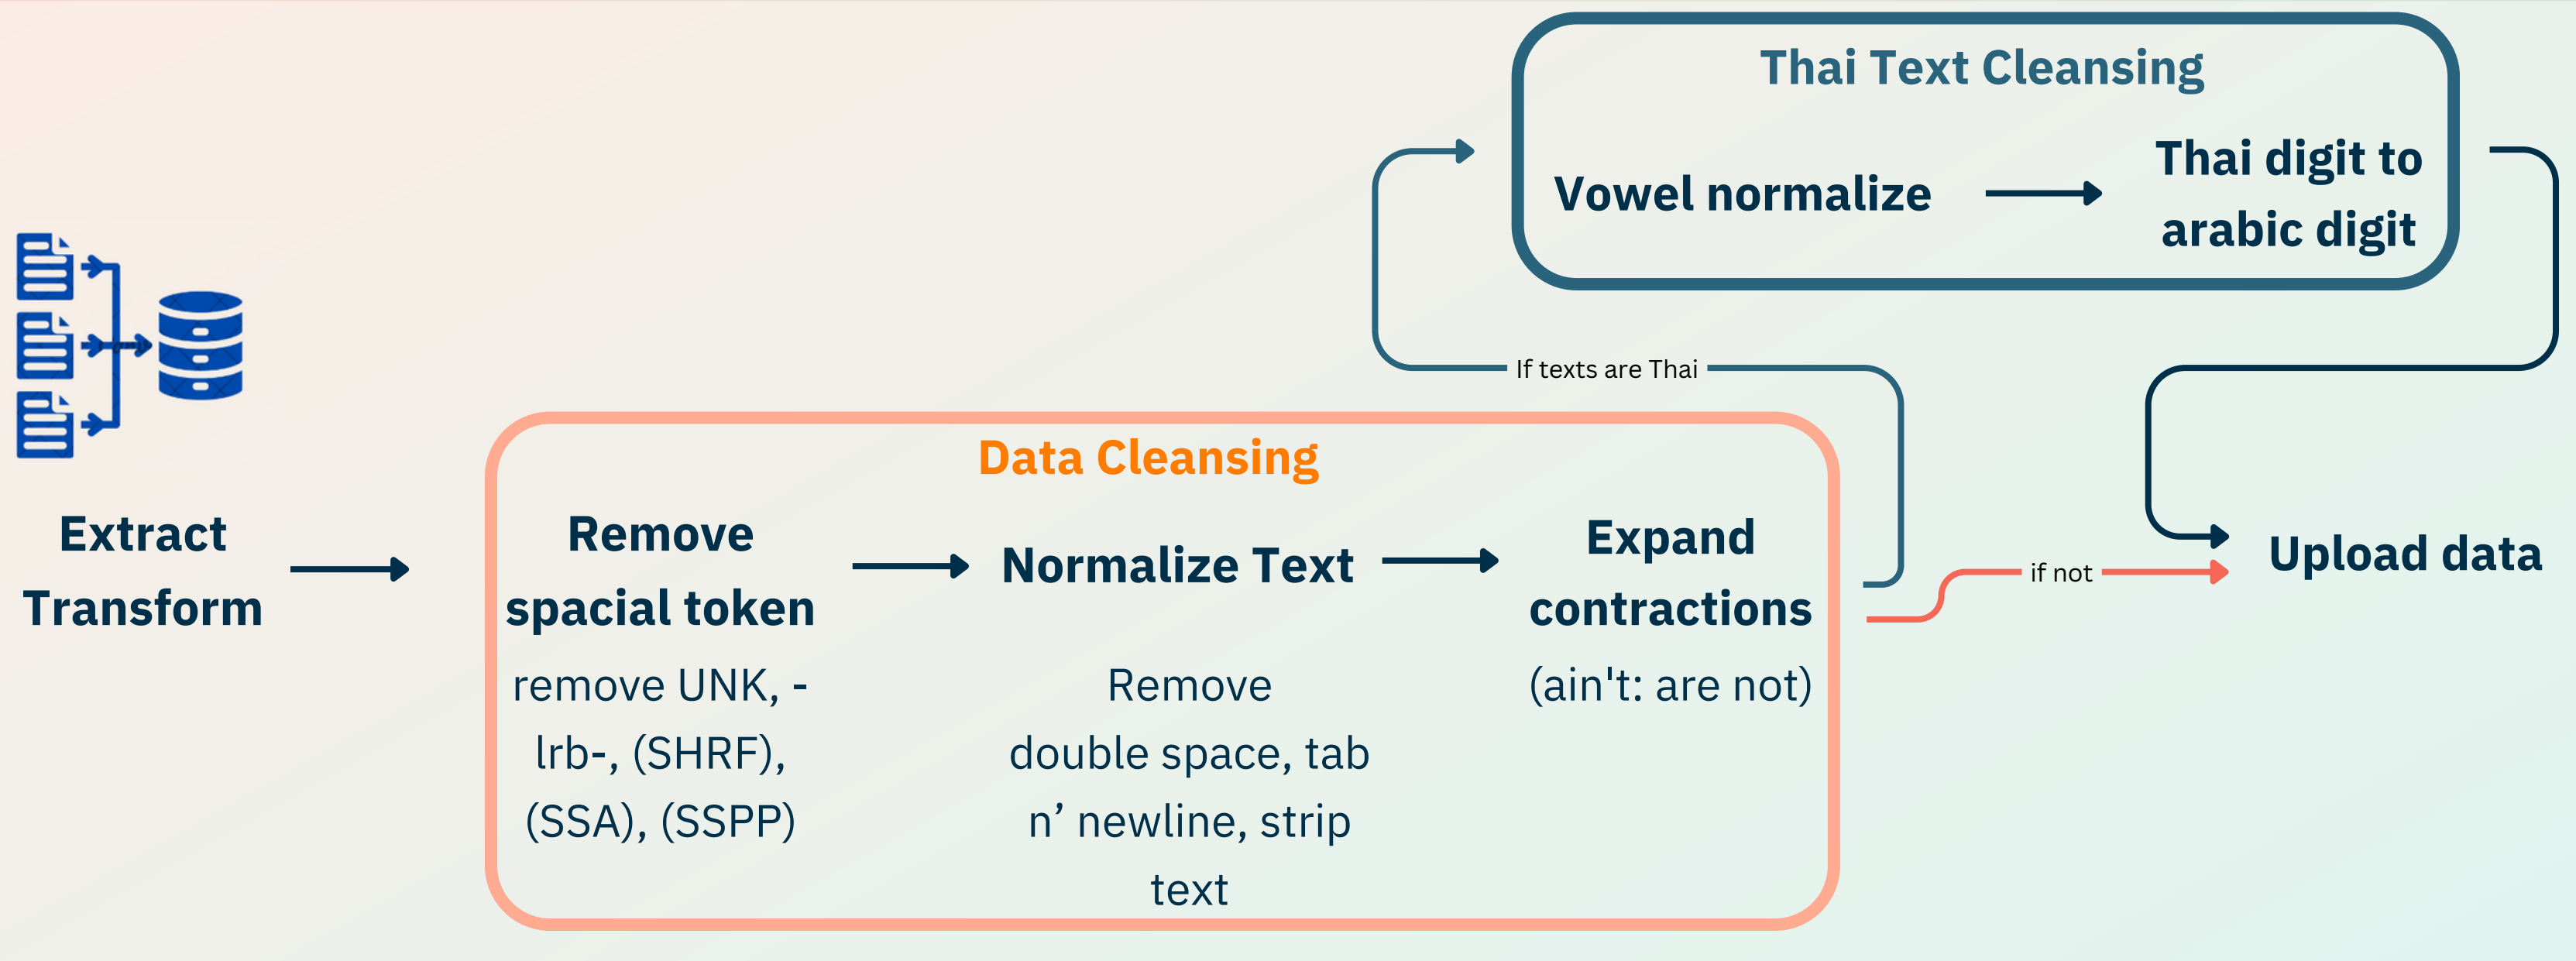 Thai Text Cleansing
Vowel normalize
Thai digit to
arabic digit
If texts are Thai
Data Cleansing
Extract
Transform
Remove
spacial token
remove UNK, -
lrb-, (SHRF),
(SSA), (SSPP)
Normalize Text
Remove
double space, tab
n’ newline, strip
text
Expand
contractions
(ain't: are not)
if not
Upload data